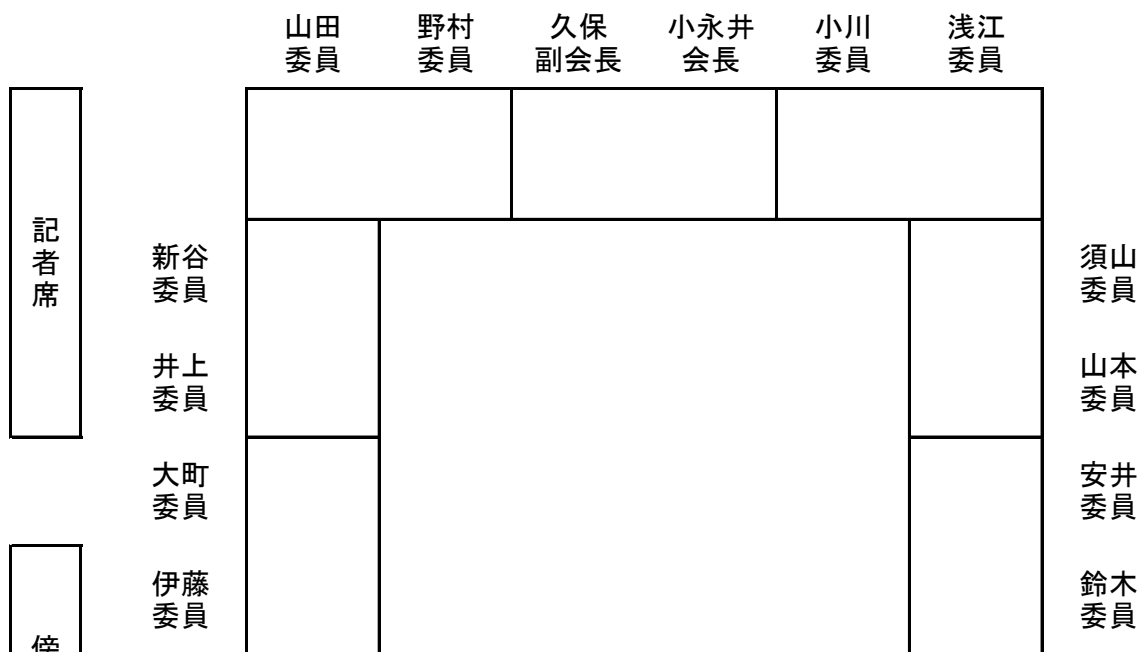 山田
委員
野村
委員
久保
副会長
小永井
会長
小川
委員
浅江
委員
記者席
新谷
委員
井上
委員
大町
委員
伊藤
委員
須山
委員
山本
委員
安井
委員
鈴木
委員
傍